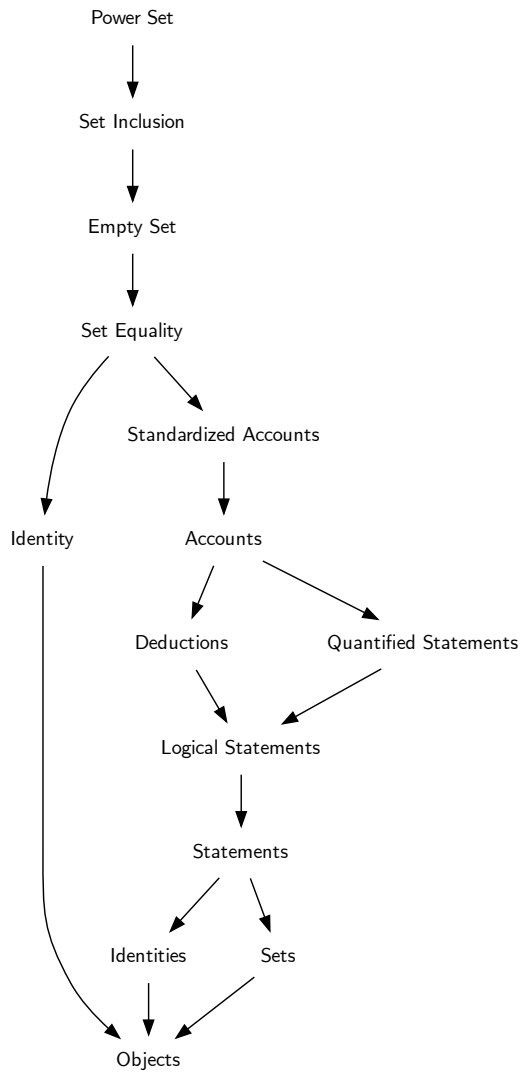 Power Set
Set Inclusion
Empty Set
Set Equality
Standardized Accounts
Identity
Accounts
Deductions
Quantified Statements
Logical Statements
Statements
Identities
Sets
Objects